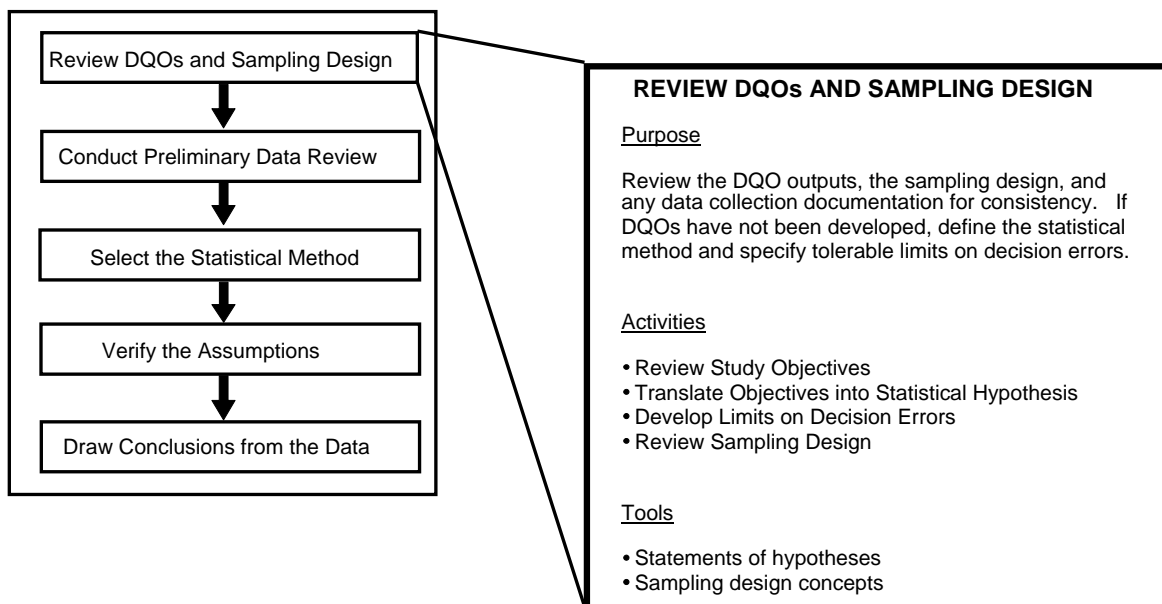 Review DQOs and Sampling Design
Conduct Preliminary Data Review
Select the Statistical Method
Verify the Assumptions
Draw Conclusions from the Data
REVIEW DQOs AND SAMPLING DESIGN
Purpose
Review the DQO outputs, the sampling design, and
any data collection documentation for consistency. If
DQOs have not been developed, define the statistical
method and specify tolerable limits on decision errors.
Activities
• Review Study Objectives
• Translate Objectives into Statistical Hypothesis
• Develop Limits on Decision Errors
• Review Sampling Design
Tools
• Statements of hypotheses
• Sampling design concepts